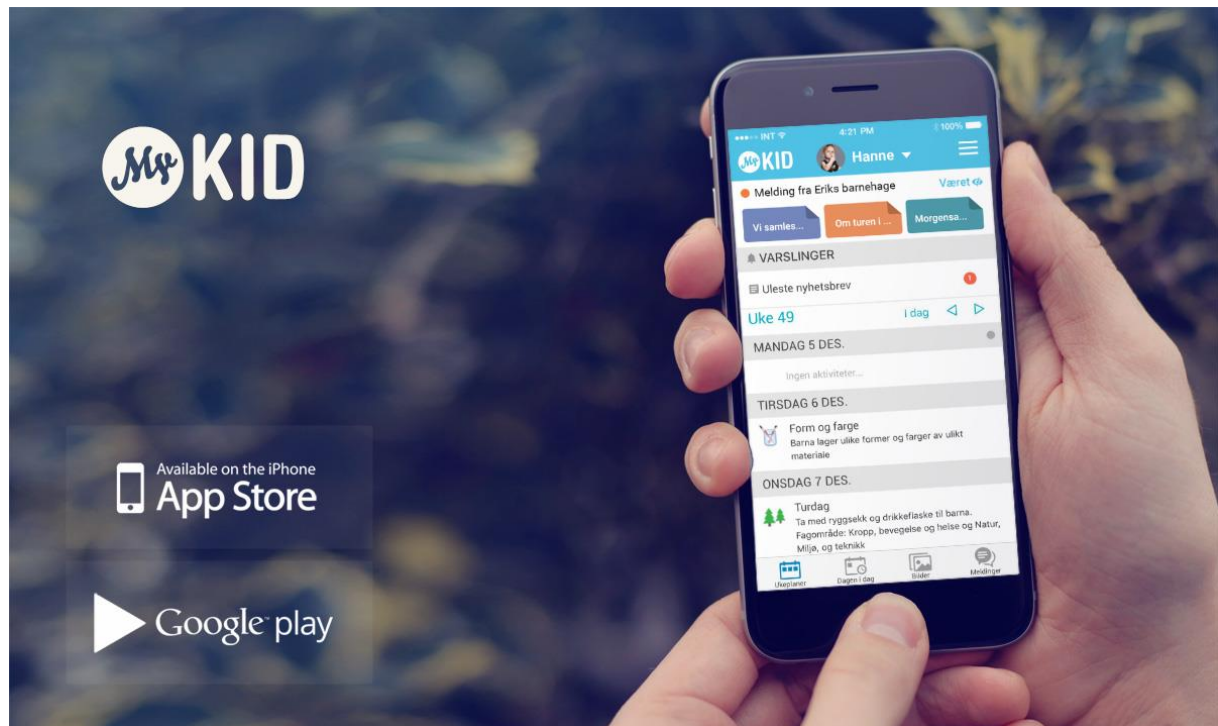 My KID
Available on the iPhone
App Store
Google play
INT 4:21 PM 100%
My KID Hanne
Melding fra Eriks barnehage Været
Vi samles... Om turen i ... Morgensa...
VARSLINGER
Uleste nyhetsbrev 1
Uke 49 I dag
MANDAG 5 DES.
Ingen aktiviteter...
TIRSDAG 6 DES.
Form og farge
Barna lager ulike former og farger av ulikt
materiale
ONSDAG 7 DES.
Turdag
Ta med ryggsekk og drikkeflaske til barna.
Fagområde: Kropp, bevegelse og helse og Natur,
Miljø, og teknikk
Ukeplaner Dagen i dag Bilder Meldinger